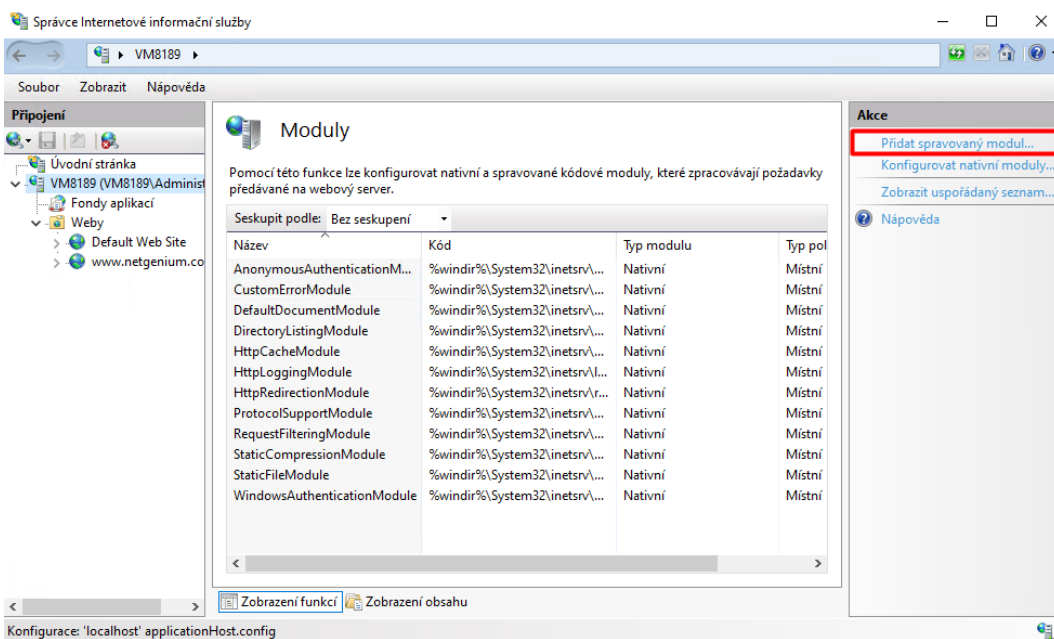 Správce Internetové informační služby
VM8189
Soubor Zobrazit Nápověda
Připojení
Úvodní stránka
VM8189 (VM8189\Administ
Fondy aplikací
Weby
Default Web Site
www.netgenium.co
Moduly
Pomocí této funkce lze konfigurovat nativní a spravované kódové moduly, které zpracovávají požadavky
předávané na webový server.
Seskupit podle: Bez seskupení
Název Kód Typ modulu Typ pol
AnonymousAuthenticationM... %windir%\System32\inetsrv\... Nativní Místní
CustomErrorModule %windir%\System32\inetsrv\... Nativní Místní
DefaultDocumentModule %windir%\System32\inetsrv\... Nativní Místní
DirectoryListingModule %windir%\System32\inetsrv\... Nativní Místní
HttpCacheModule %windir%\System32\inetsrv\... Nativní Místní
HttpLoggingModule %windir%\System32\inetsrv\l... Nativní Místní
HttpRedirectionModule %windir%\System32\inetsrv\r... Nativní Místní
ProtocolSupportModule %windir%\System32\inetsrv\... Nativní Místní
RequestFilteringModule %windir%\System32\inetsrv\... Nativní Místní
StaticCompressionModule %windir%\System32\inetsrv\... Nativní Místní
StaticFileModule %windir%\System32\inetsrv\... Nativní Místní
WindowsAuthenticationModule %windir%\System32\inetsrv\... Nativní Místní
Zobrazení funkcí Zobrazení obsahu
Akce
Přidat spravovaný modul...
Konfigurovat nativní moduly...
Zobrazit uspořádaný seznam...
Nápověda
Konfigurace: 'localhost' applicationHost.config